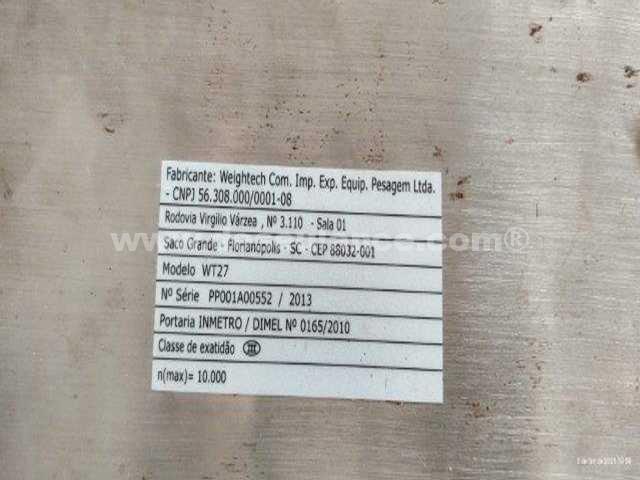 Fabricante: Weightech Com. Imp. Exp. Equip. Pesagem Ltda.
- CNPJ 56.308.000/0001-08
Rodovia Virgilio Várzea , Nº 3.110 - Sala 01
Saco Grande - Florianópolis - SC - CEP 88032-001
Modelo WT27
Nº Série PP001A00552 / 2013
Portaria INMETRO / DIMEL Nº 0165/2010
Classe de exatidão III
n(max)= 10.000